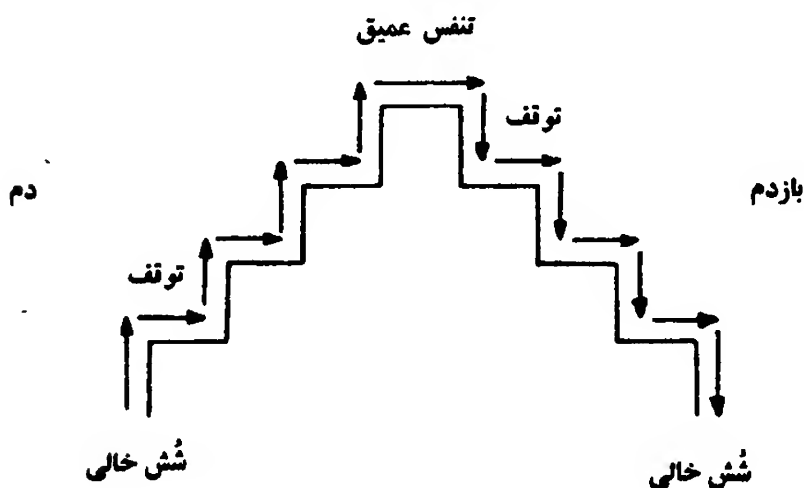 تنفس عمیق
توقف
دم
بازدم
توقف
شُش خالی
شُش خالی